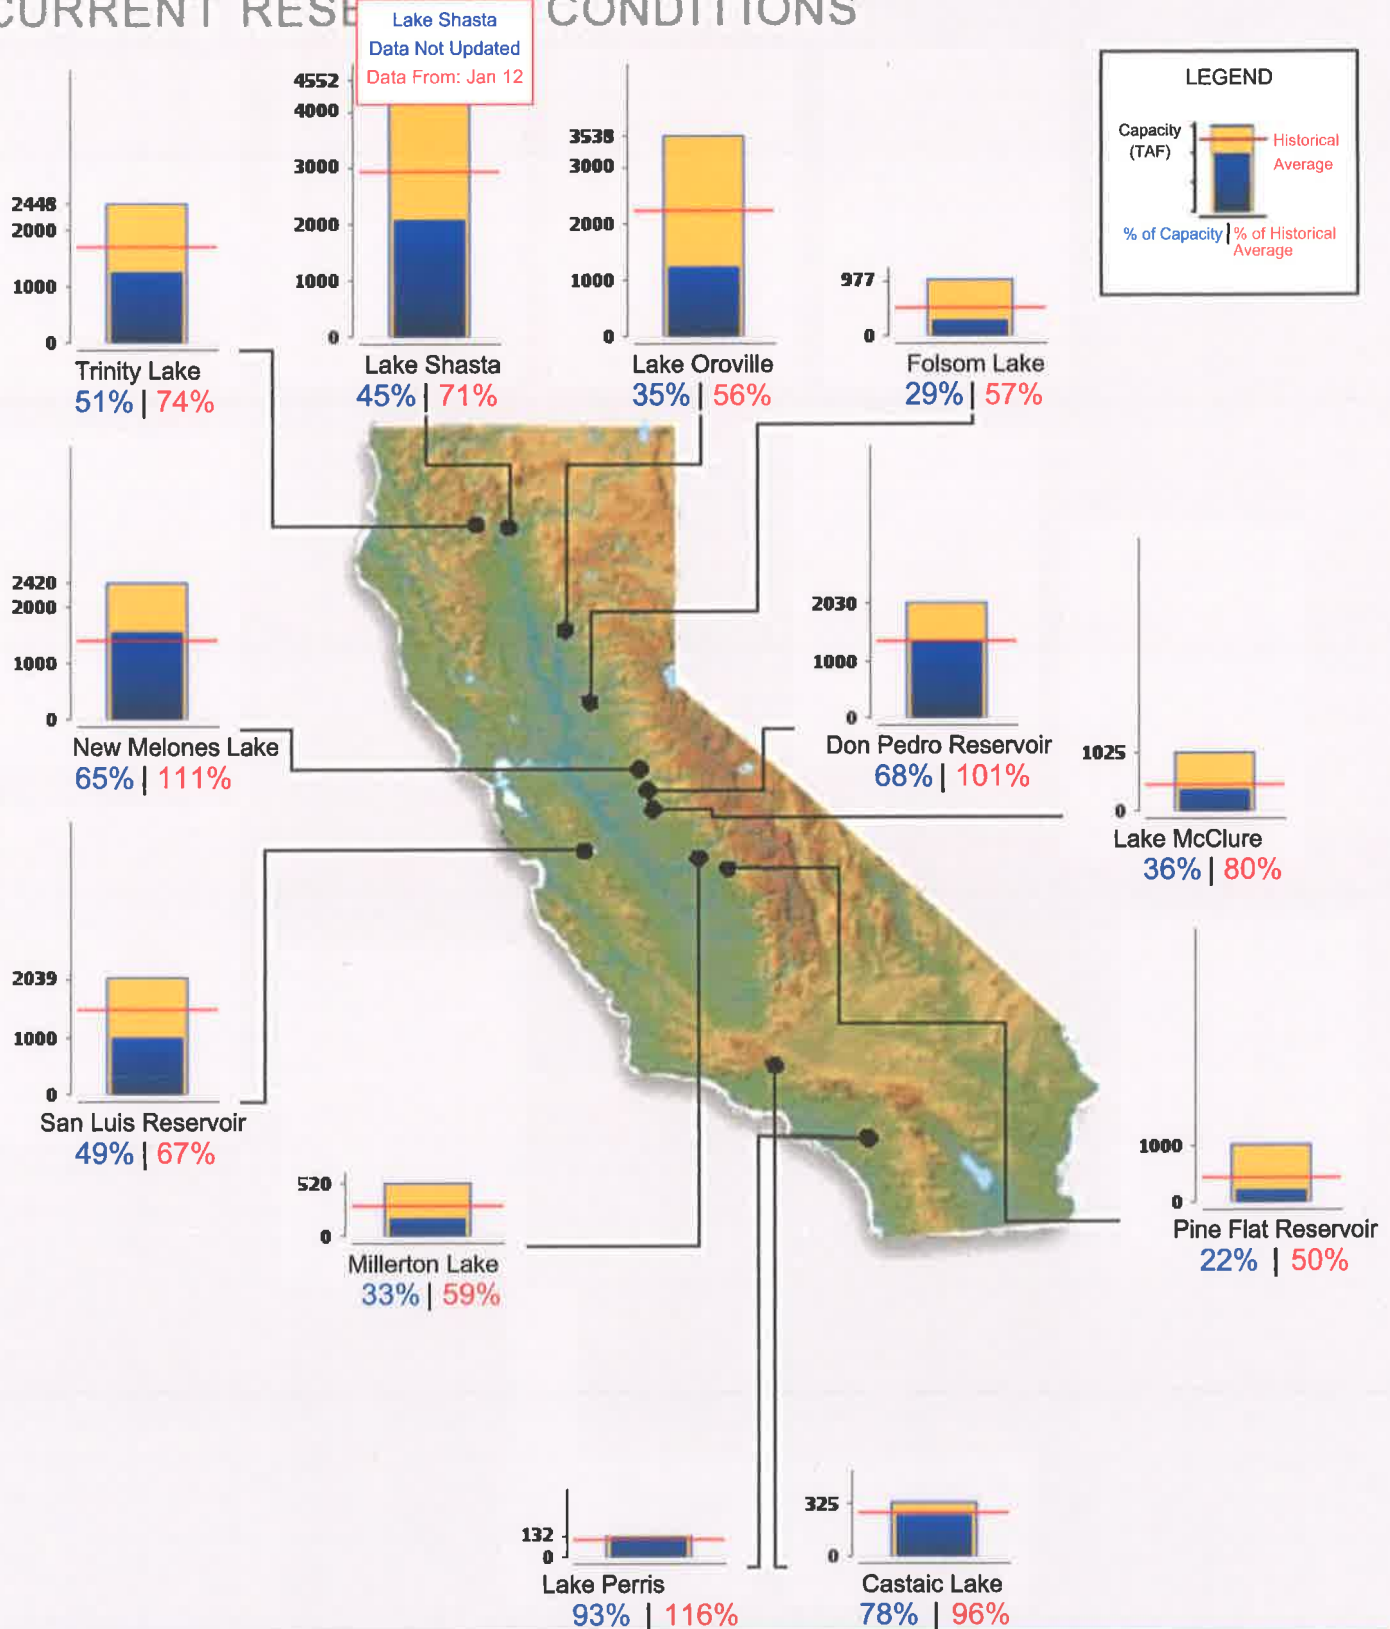 CURRENT RESE CONDITIONS
Lake Shasta
Data Not Updated
Data From: Jan 12
LEGEND
Capacity
(TAF)
Historical
Average
% of Capacity | % of Historical
Average
2448
2000
1000
0
Trinity Lake
51% | 74%
4552
4000
3000
2000
1000
0
Lake Shasta
45% | 71%
3538
3000
2000
1000
0
Lake Oroville
35% | 56%
977
0
Folsom Lake
29% | 57%
2420
2000
1000
0
New Melones Lake
65% | 111%
2030
1000
0
Don Pedro Reservoir
68% | 101%
1025
0
Lake McClure
36% | 80%
2039
1000
0
San Luis Reservoir
49% | 67%
520
0
Millerton Lake
33% | 59%
1000
0
Pine Flat Reservoir
22% | 50%
132
0
Lake Perris
93% | 116%
325
0
Castaic Lake
78% | 96%